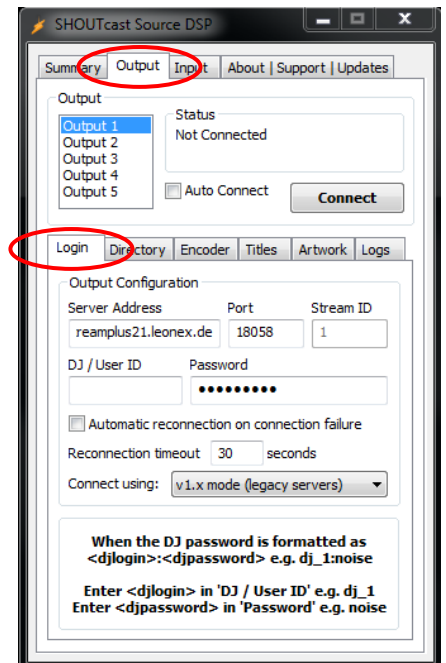 SHOUTcast Source DSP
Summary Output Input About | Support | Updates
Output
Output 1
Output 2
Output 3
Output 4
Output 5
Status
Not Connected
Auto Connect
Connect
Login Directory Encoder Titles Artwork Logs
Output Configuration
Server Address Port Stream ID
reamplus21.leonex.de 18058 1
DJ / User ID Password
●●●●●●●●●
Automatic reconnection on connection failure
Reconnection timeout 30 seconds
Connect using: v1.x mode (legacy servers)
When the DJ password is formatted as
<djlogin>:<djpassword> e.g. dj_1:noise
Enter <djlogin> in 'DJ / User ID' e.g. dj_1
Enter <djpassword> in 'Password' e.g. noise